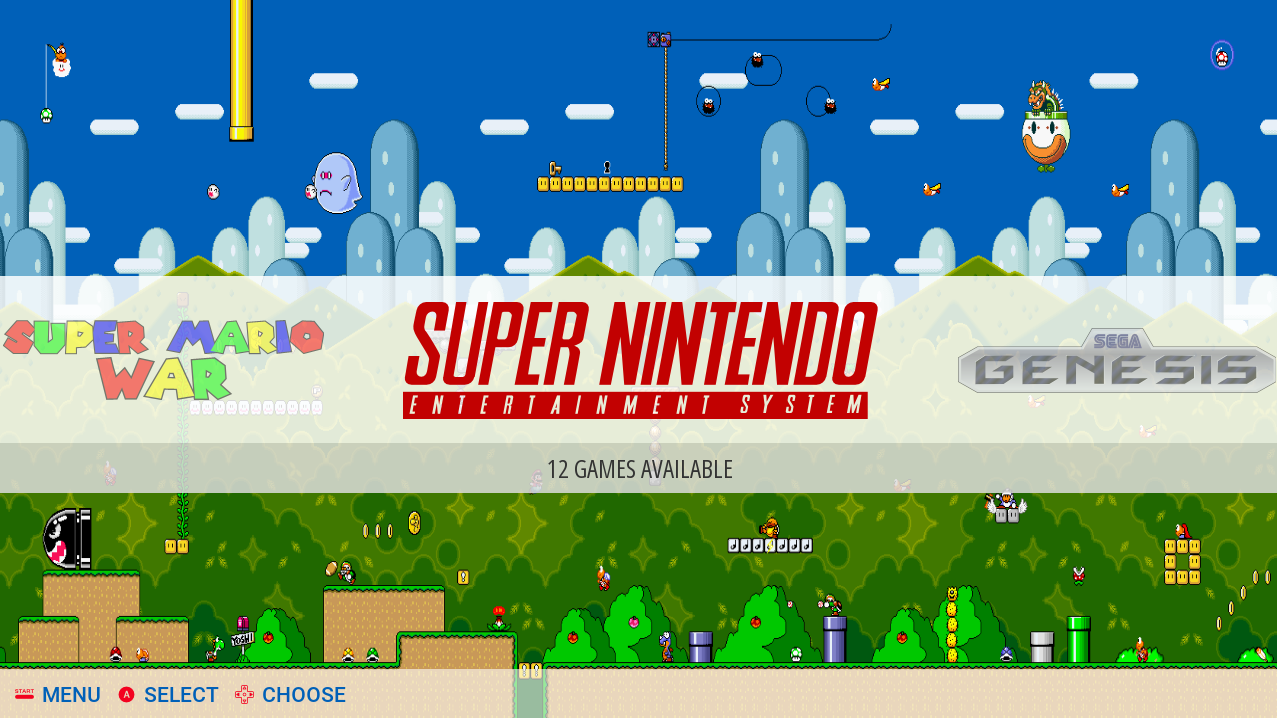 SUPER MARIO
WAR
SUPER NINTENDO
ENTERTAINMENT SYSTEM
SEGA
GENESIS
12 GAMES AVAILABLE
YOSHI
START MENU A SELECT CHOOSE